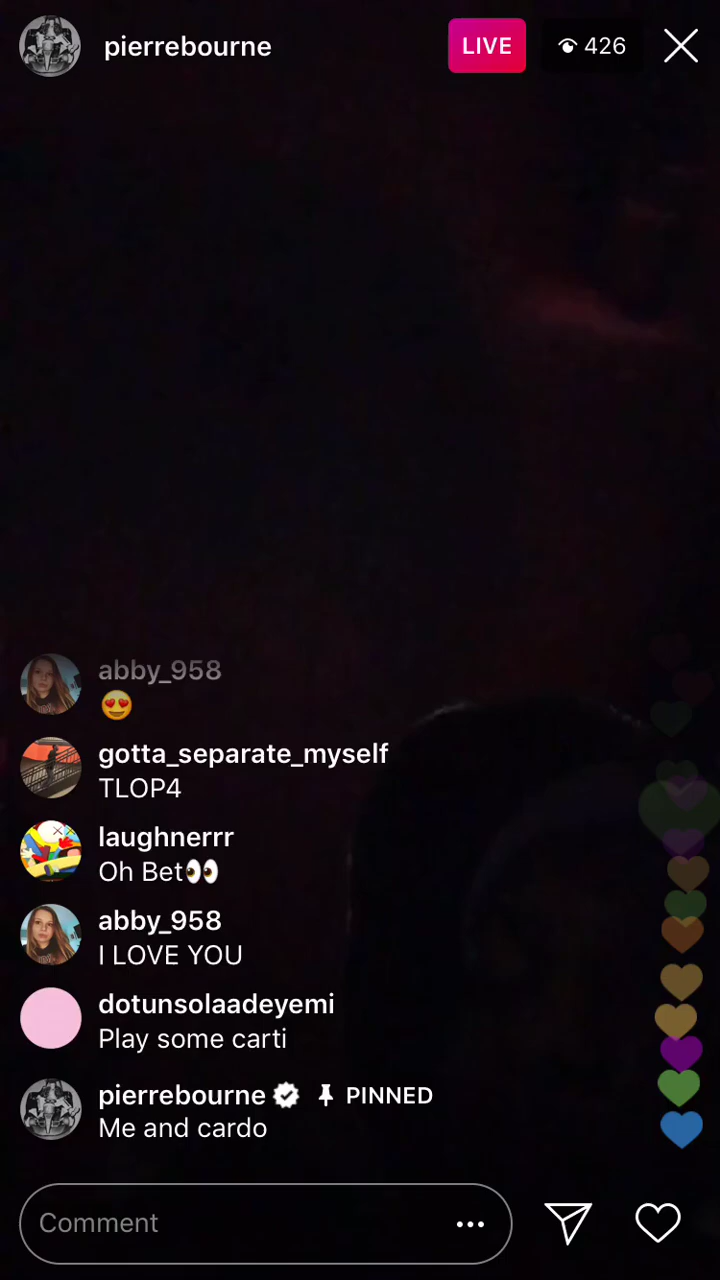 pierrebourne
LIVE
426
abby_958
😍
gotta_separate_myself
TLOP4
laughnerrr
Oh Bet👀
abby_958
I LOVE YOU
dotunsolaadeyemi
Play some carti
pierrebourne PINNED
Me and cardo
Comment